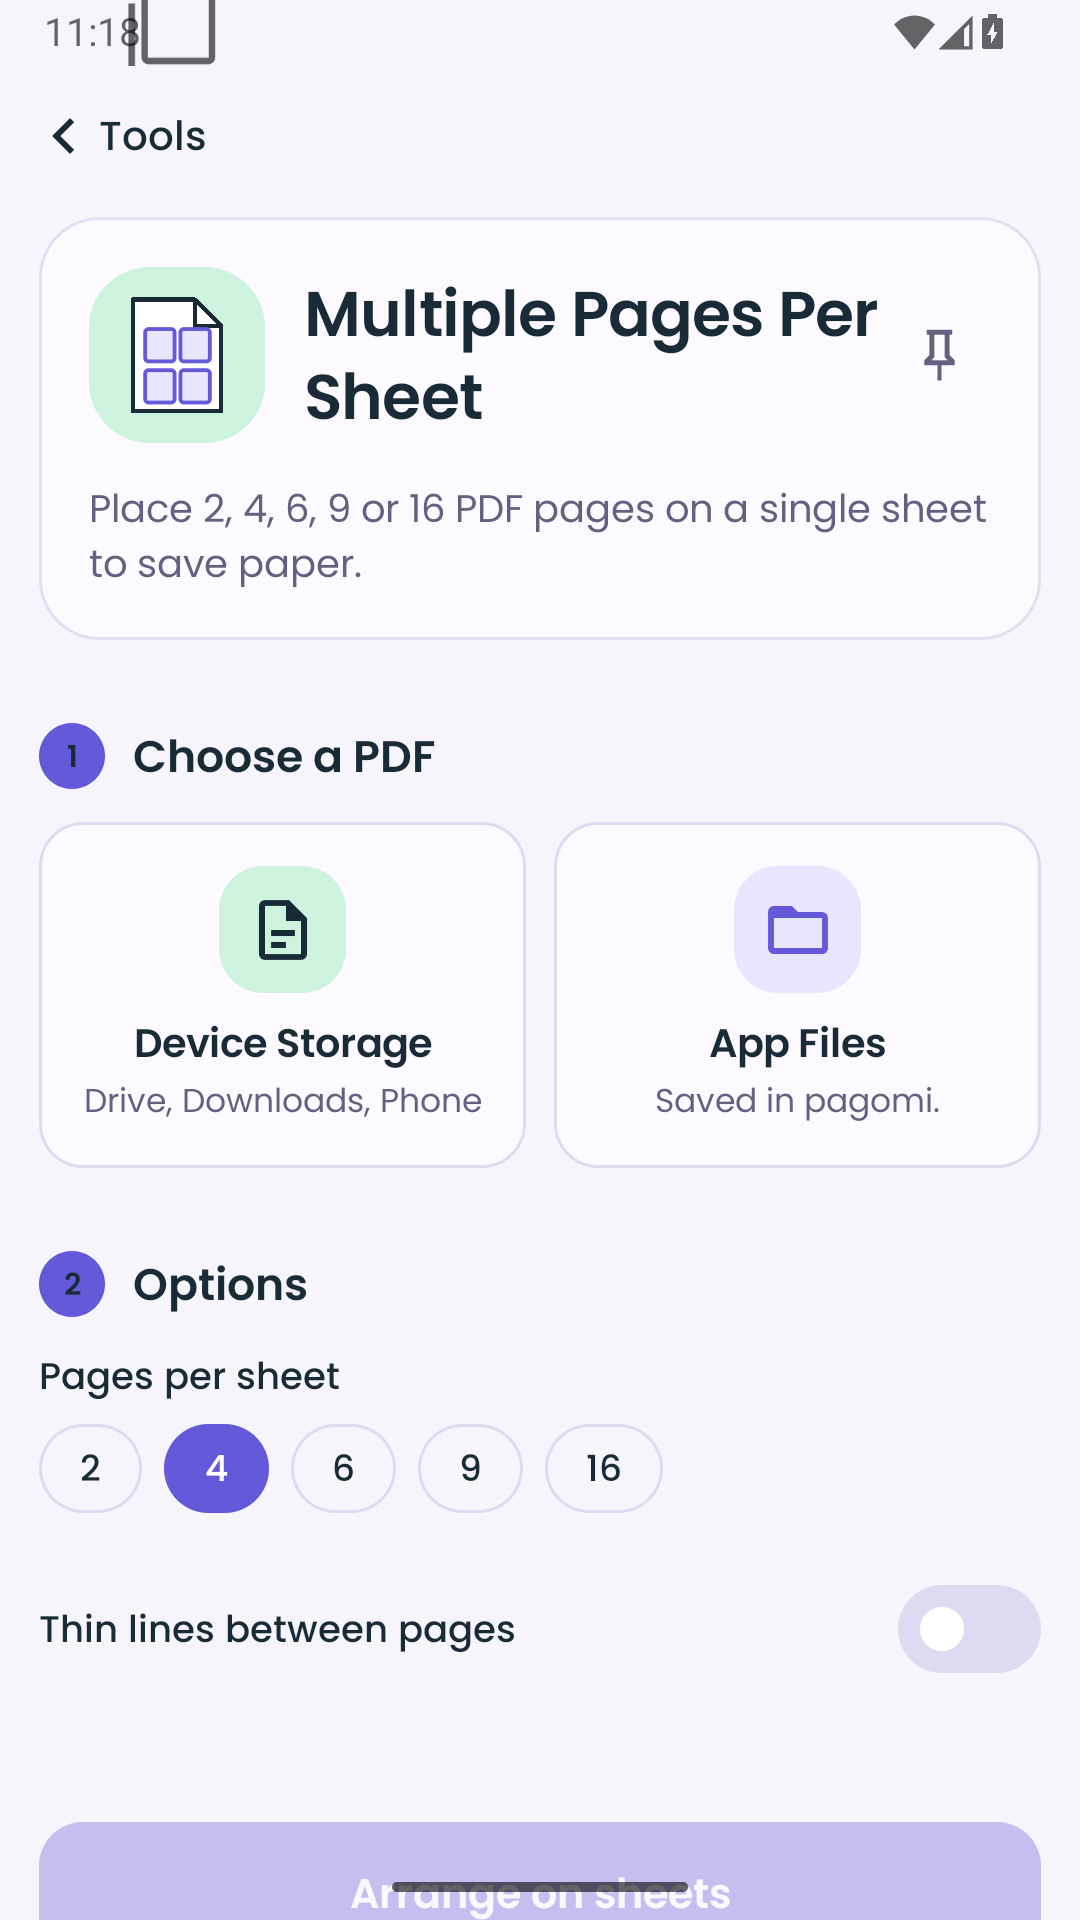 11:18
Tools
Multiple Pages Per
Sheet
Place 2, 4, 6, 9 or 16 PDF pages on a single sheet
to save paper.
1 Choose a PDF
Device Storage
Drive, Downloads, Phone
App Files
Saved in pagomi.
2 Options
Pages per sheet
2 4 6 9 16
Thin lines between pages
Arrange on sheets